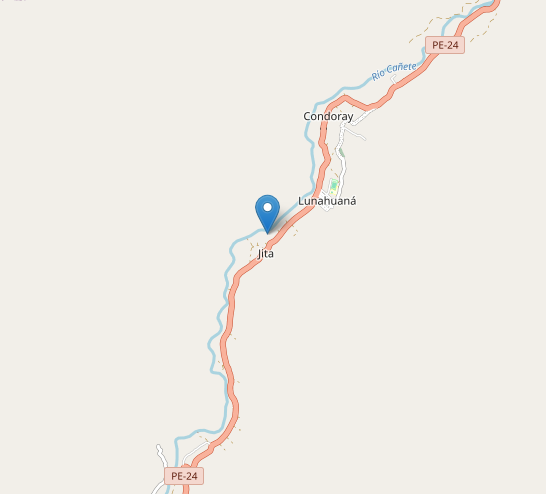 PE-24
Río Cañete
Condoray
Lunahuaná
Jita
PE-24